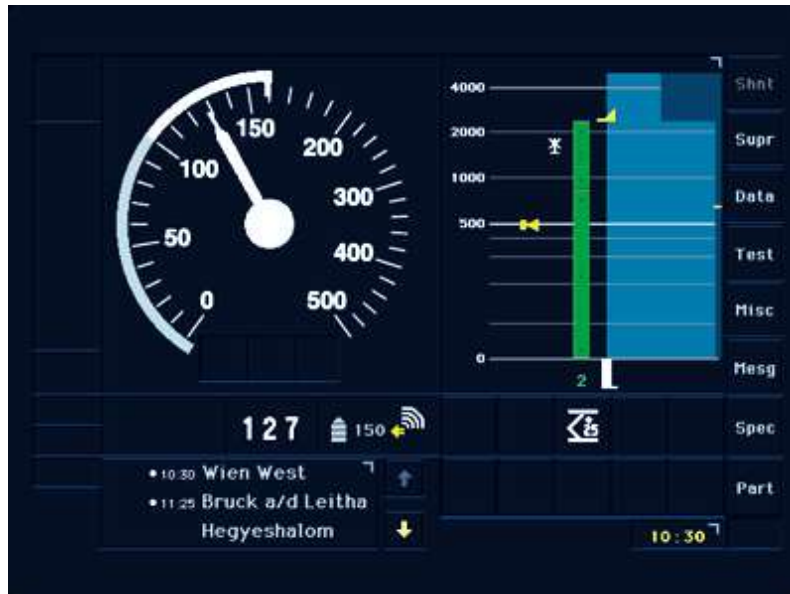 4000
2000
1000
500
0
2
150
200
100
300
50
400
0
500
Shnt
Supr
Data
Test
Misc
Mesg
Spec
Part
127 150
25
10:30 Wien West
11:25 Bruck a/d Leitha
Hegyeshalom
10:30